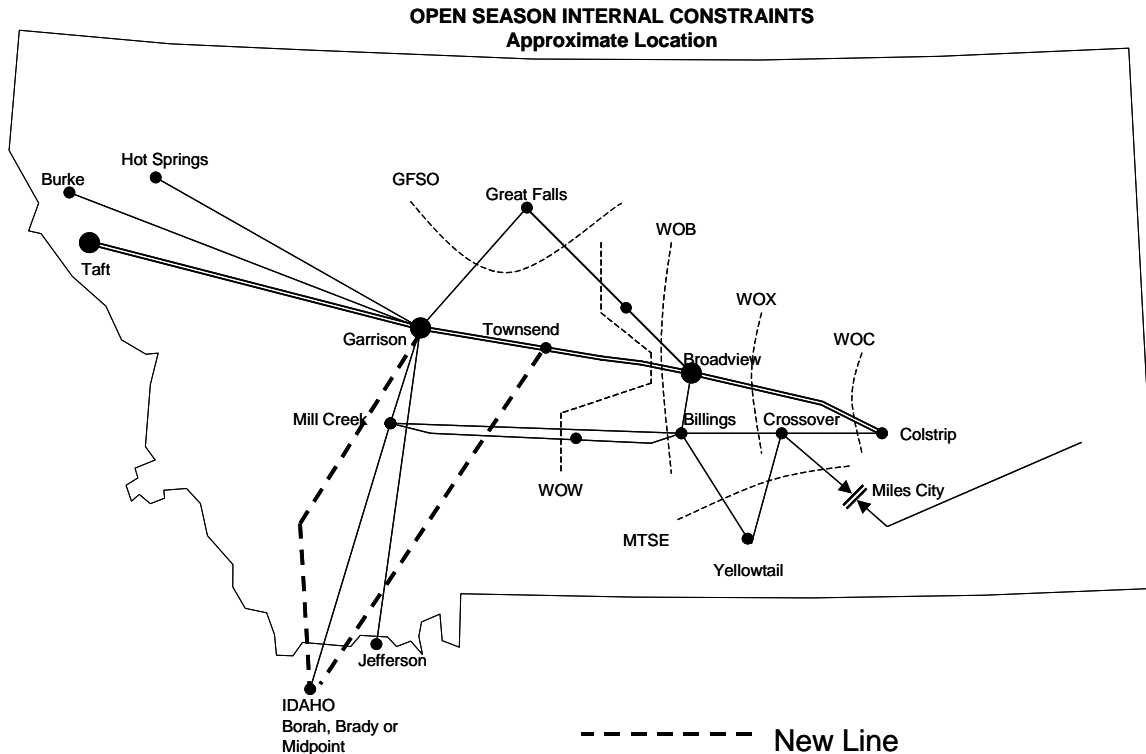 OPEN SEASON INTERNAL CONSTRAINTS
Approximate Location
Hot Springs
Burke
GFSO
Great Falls
WOB
Taft
WOX
Garrison
Townsend
WOC
Broadview
Mill Creek
Billings
Crossover
Colstrip
WOW
Miles City
MTSE
Yellowtail
Jefferson
IDAHO
Borah, Brady or
Midpoint
New Line